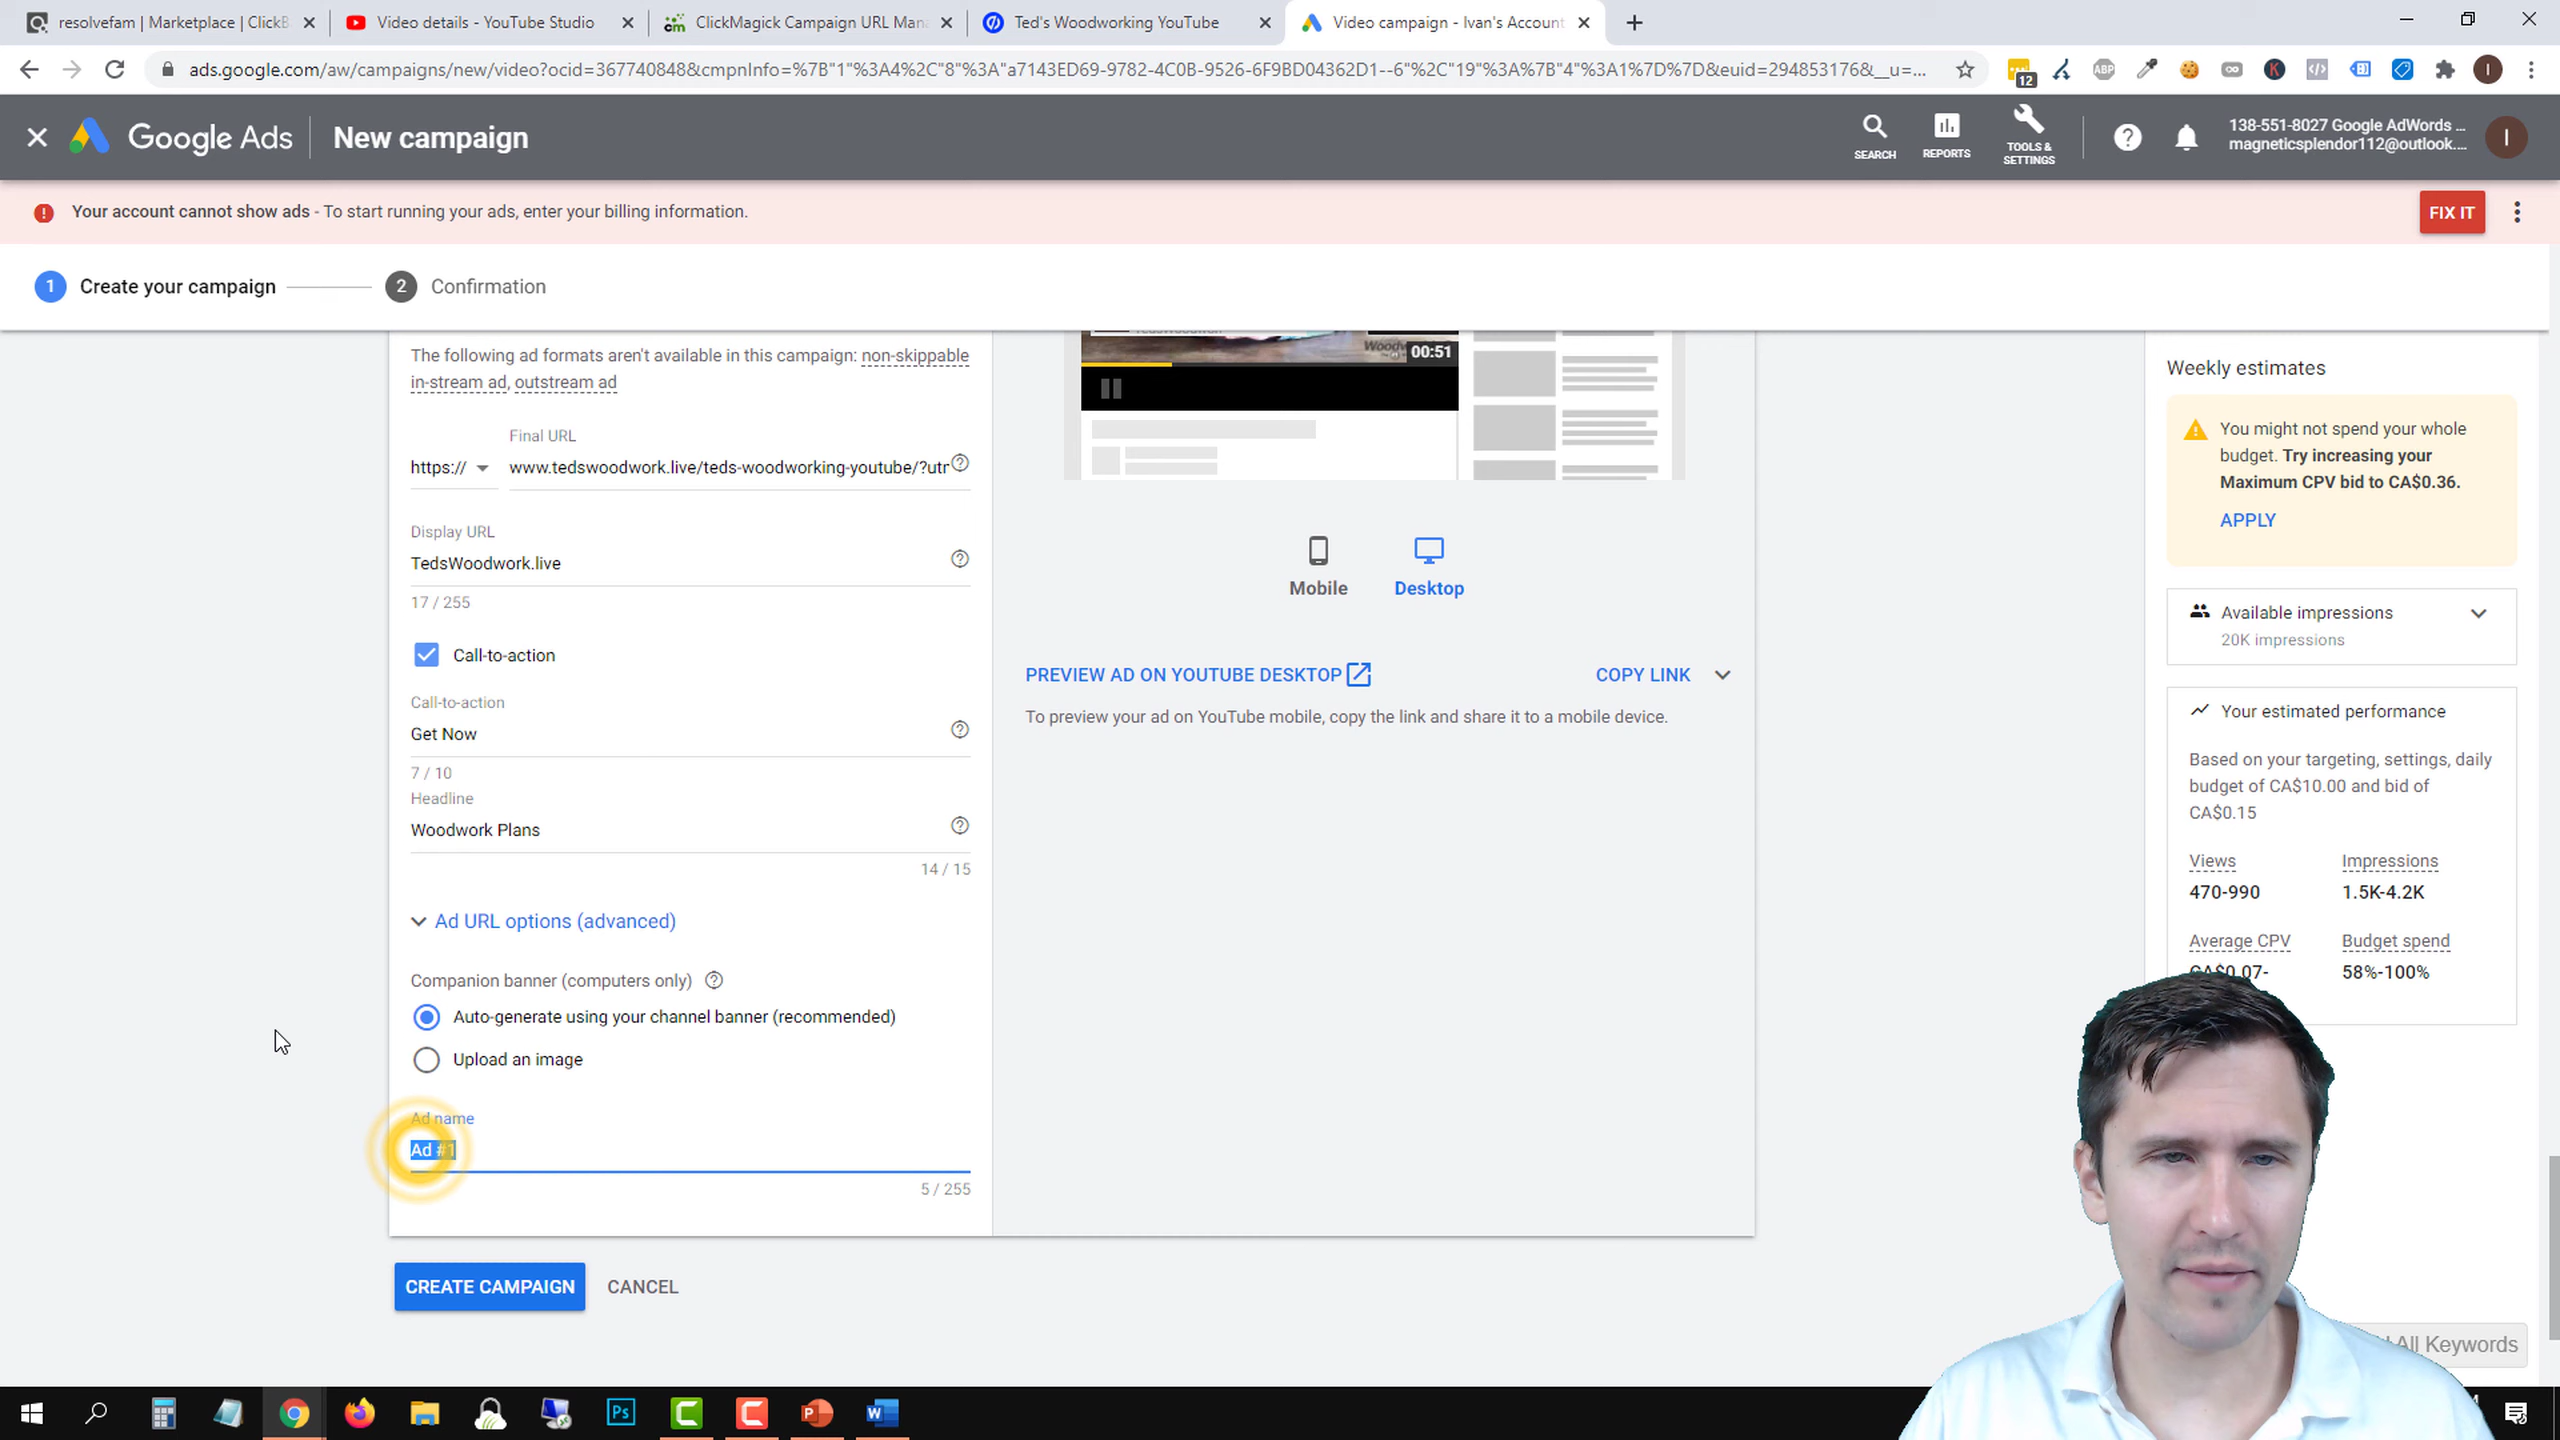 resolvefam | Marketplace | ClickB
Video details - YouTube Studio
ClickMagick Campaign URL Mana
Ted's Woodworking YouTube
Video campaign - Ivan's Account
ads.google.com/aw/campaigns/new/video?ocid=367740848&cmpnInfo=%7B"1"%3A4%2C"8"%3A"a7143ED69-9782-4C0B-9526-6F9BD04362D1--6"%2C"19"%3A%7B"4"%3A1%7D%7D&euid=294853176&__u=...
12
ABP
Google Ads
New campaign
SEARCH
REPORTS
TOOLS & SETTINGS
138-551-8027 Google AdWords ...
magneticsplendor112@outlook....
I
Your account cannot show ads - To start running your ads, enter your billing information.
FIX IT
1 Create your campaign
2 Confirmation
The following ad formats aren't available in this campaign: non-skippable
in-stream ad, outstream ad
Final URL
https://
www.tedswoodwork.live/teds-woodworking-youtube/?utr
Display URL
TedsWoodwork.live
17 / 255
Call-to-action
Call-to-action
Get Now
7 / 10
Headline
Woodwork Plans
14 / 15
Ad URL options (advanced)
Companion banner (computers only)
Auto-generate using your channel banner (recommended)
Upload an image
Ad name
Ad #1
5 / 255
CREATE CAMPAIGN
CANCEL
00:51
Mobile
Desktop
PREVIEW AD ON YOUTUBE DESKTOP
COPY LINK
To preview your ad on YouTube mobile, copy the link and share it to a mobile device.
Weekly estimates
You might not spend your whole
budget. Try increasing your
Maximum CPV bid to CA$0.36.
APPLY
Available impressions
20K impressions
Your estimated performance
Based on your targeting, settings, daily
budget of CA$10.00 and bid of
CA$0.15
Views
Impressions
470-990
1.5K-4.2K
Average CPV
Budget spend
CA$0.07-
58%-100%
All Keywords
Ps